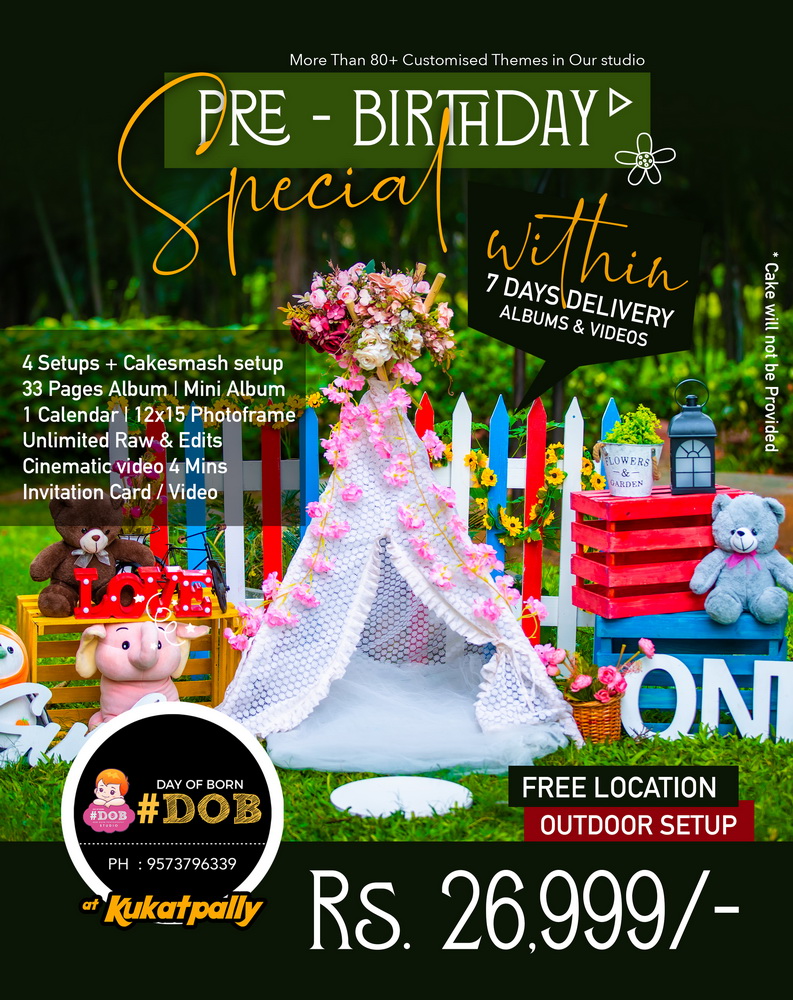 More Than 80+ Customised Themes in Our studio
PRE - BIRTHDAY
Special
within
7 DAYS DELIVERY
ALBUMS & VIDEOS
* Cake will not be Provided
4 Setups + Cakesmash setup
33 Pages Album | Mini Album
1 Calendar | 12x15 Photoframe
Unlimited Raw & Edits
Cinematic video 4 Mins
Invitation Card / Video
FLOWERS
&
GARDEN
LOVE
ONE
FREE LOCATION
OUTDOOR SETUP
DAY OF BORN
#DOB
#DOB
STUDIO
PH : 9573796339
at Kukatpally
Rs. 26,999/-